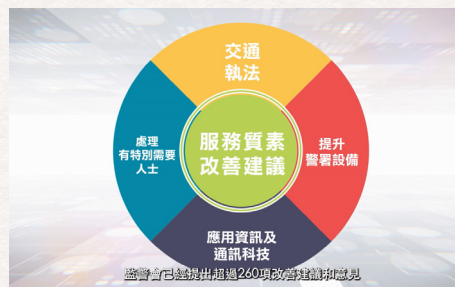 交通
執法
處理
有特別需要
人士
服務質素
改善建議
提升
警署設備
應用資訊及
通訊科技
監警會已經提出超過260項改善建議和意見